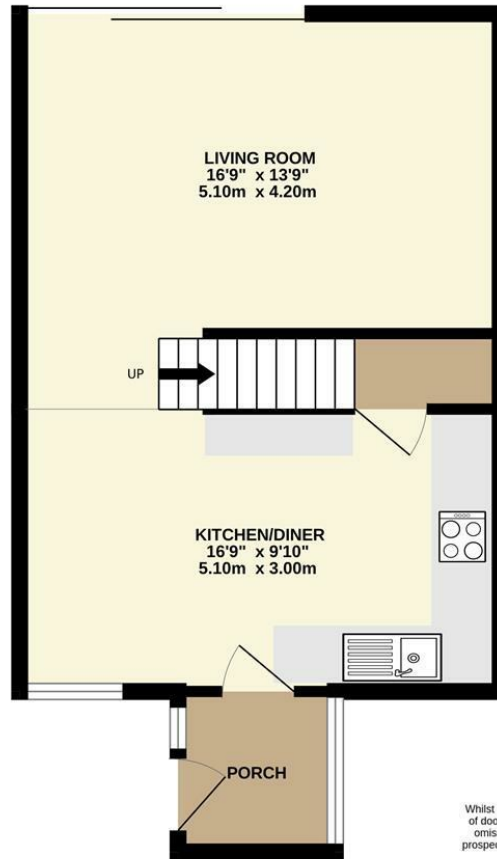 LIVING ROOM
16'9" x 13'9"
5.10m x 4.20m
UP
KITCHEN/DINER
16'9" x 9'10"
5.10m x 3.00m
PORCH
Whilst
of doo
omis
prosper